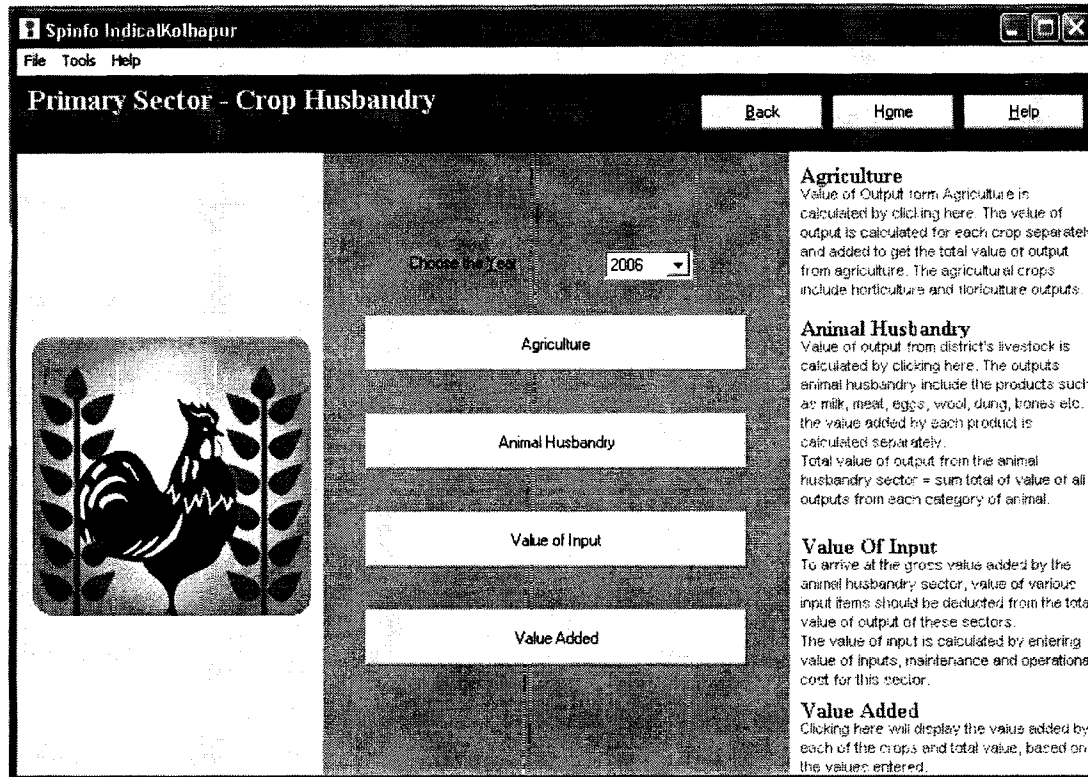 Spinfo IndicalKolhapur
File Tools Help
Primary Sector - Crop Husbandry
Back Home Help
Choose the Year 2006
Agriculture
Animal Husbandry
Value of Input
Value Added
Agriculture
Value of Output form Agriculture is
calculated by clicking here. The value of
output is calculated for each crop separately
and added to get the total value of output
from agriculture. The agricultural crops
include horticulture and floriculture outputs.
Animal Husbandry
Value of output from district's livestock is
calculated by clicking here. The outputs
animal husbandry include the products such
as milk, meat, eggs, wool, dung, bones etc.
the value added by each product is
calculated separately.
Total value of output from the animal
husbandry sector = sum total of value of all
outputs from each category of animal.
Value Of Input
To arrive at the gross value added by the
animal husbandry sector, value of various
input items should be deducted from the total
value of output of these sectors.
The value of input is calculated by entering
value of inputs, maintenance and operationa
cost for this sector.
Value Added
Clicking here will display the value added by
each of the crops and total value, based on
the values entered.